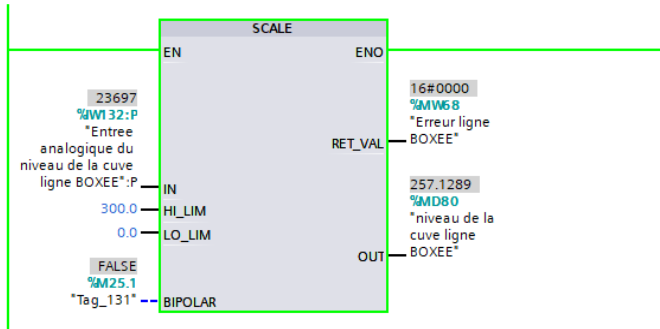 SCALE
EN
ENO
23697
%IW132:P
"Entree
analogique du
niveau de la cuve
ligne BOXEE":P
IN
300.0
HI_LIM
0.0
LO_LIM
FALSE
%M25.1
"Tag_131"
BIPOLAR
16#0000
%MW68
"Erreur ligne
BOXEE"
RET_VAL
257.1289
%MD80
"niveau de la
cuve ligne
BOXEE"
OUT